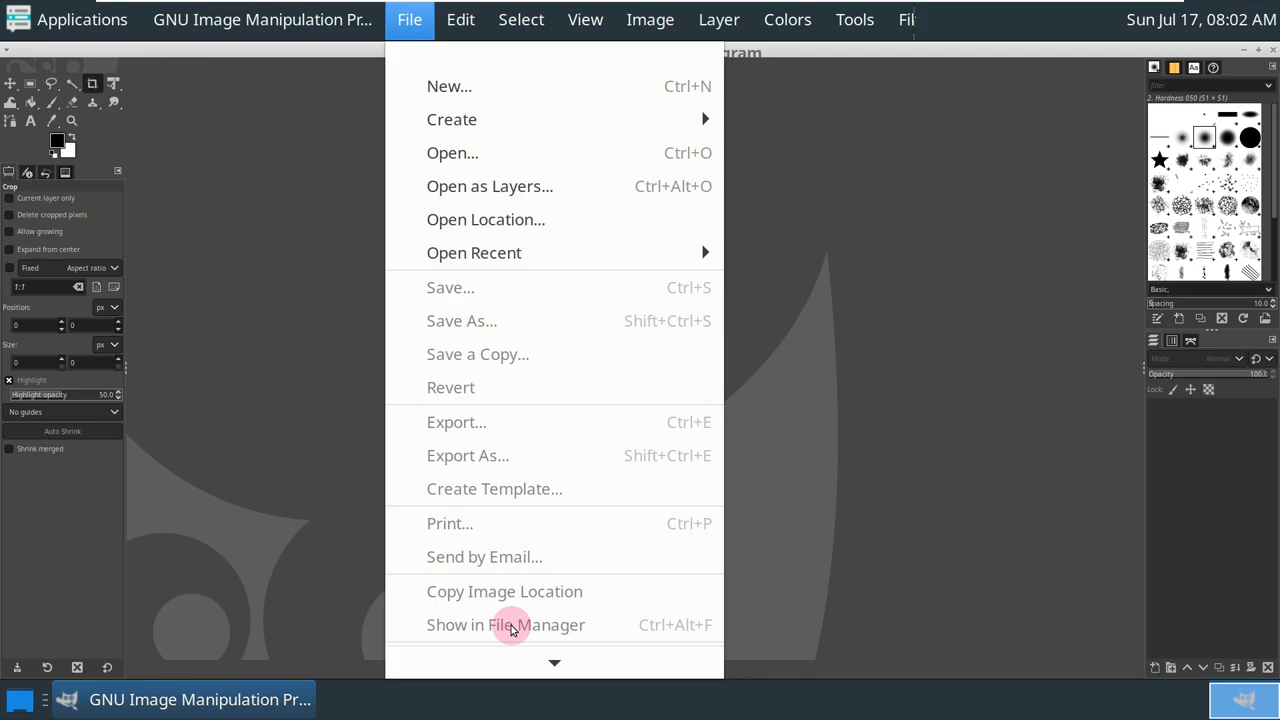 Applications GNU Image Manipulation Pr... File Edit Select View Image Layer Colors Tools Fil Sun Jul 17, 08:02 AM
gram
New... Ctrl+N
Create
Open... Ctrl+O
Open as Layers... Ctrl+Alt+O
Open Location...
Open Recent
Save... Ctrl+S
Save As... Shift+Ctrl+S
Save a Copy...
Revert
Export... Ctrl+E
Export As... Shift+Ctrl+E
Create Template...
Print... Ctrl+P
Send by Email...
Copy Image Location
Show in File Manager Ctrl+Alt+F
Crop
Current layer only
Delete cropped pixels
Allow growing
Expand from center
Fixed Aspect ratio
1:1
Position: px
0 0
Size: px
0 0
Highlight
Highlight opacity 50.0
No guides
Auto Shrink
Shrink merged
filter
2. Hardness 050 (51 × 51)
Basic,
Spacing 10.0
Mode Normal
Opacity 100.0
Lock:
GNU Image Manipulation Pr...